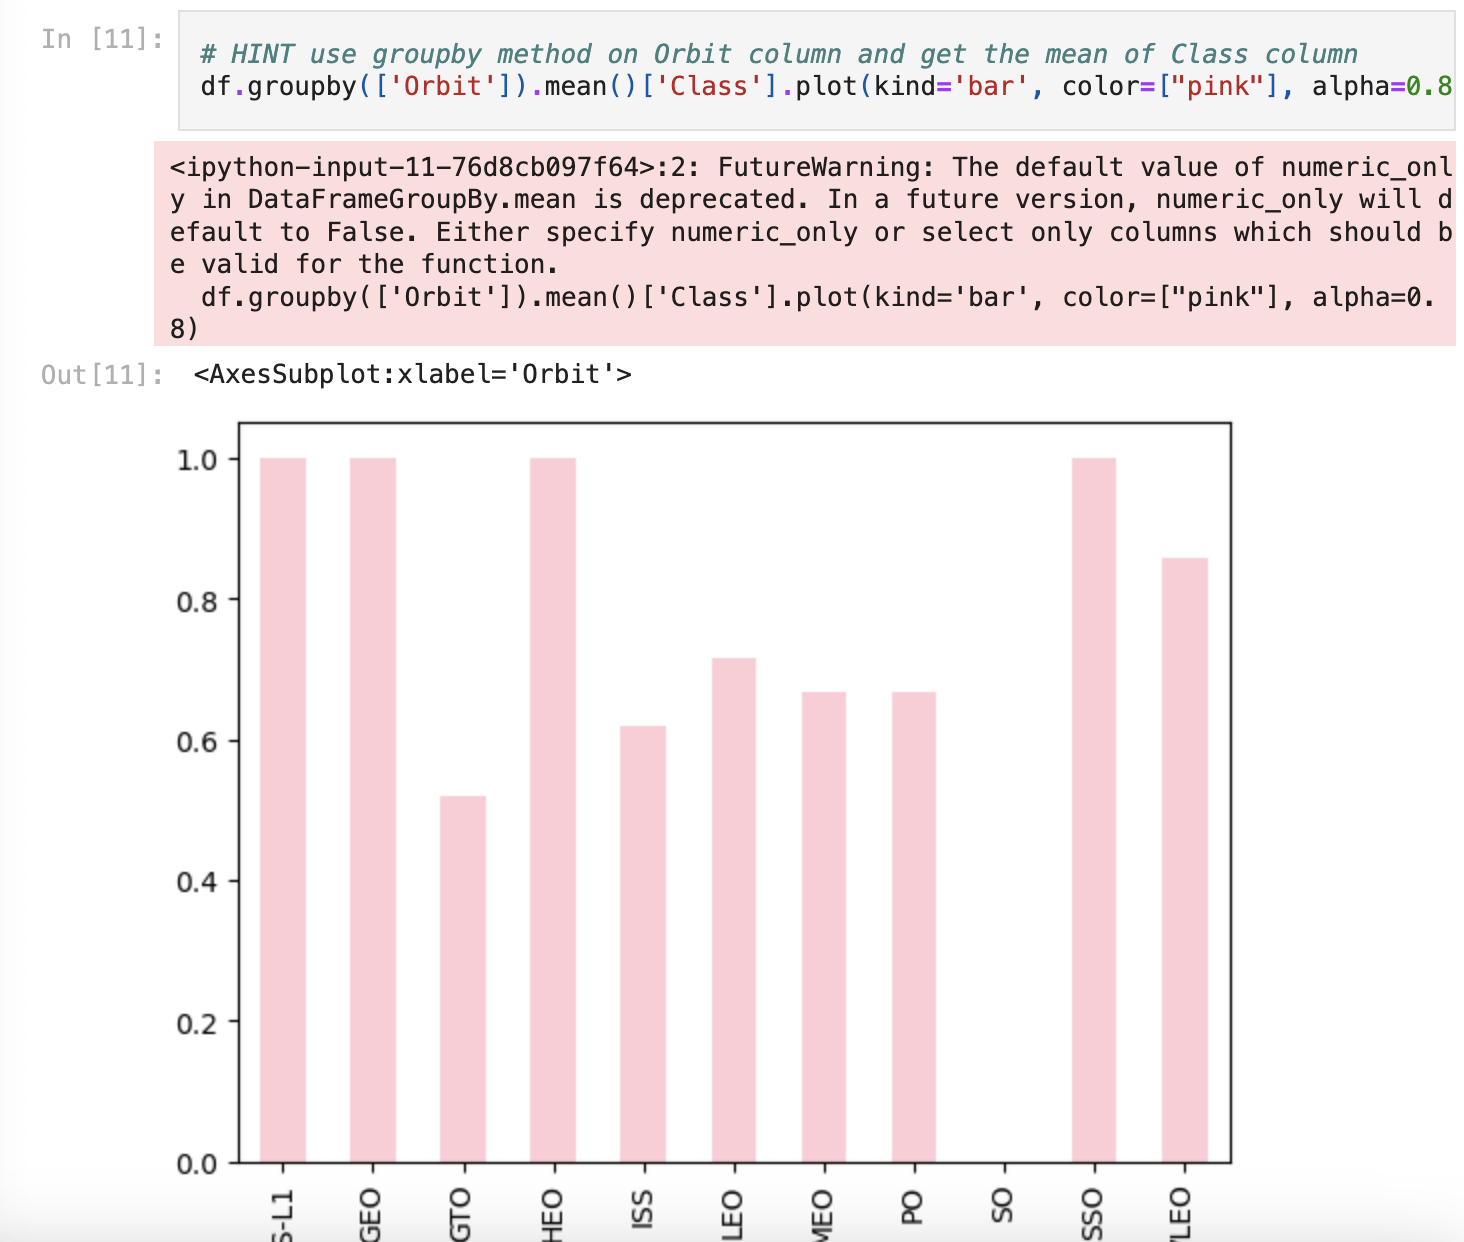 In [11]:
# HINT use groupby method on Orbit column and get the mean of Class column
df.groupby(['Orbit']).mean()['Class'].plot(kind='bar', color=["pink"], alpha=0.8
<ipython-input-11-76d8cb097f64>:2: FutureWarning: The default value of numeric_onl
y in DataFrameGroupBy.mean is deprecated. In a future version, numeric_only will d
efault to False. Either specify numeric_only or select only columns which should b
e valid for the function.
  df.groupby(['Orbit']).mean()['Class'].plot(kind='bar', color=["pink"], alpha=0.
8)
Out[11]: <AxesSubplot:xlabel='Orbit'>
1.0
0.8
0.6
0.4
0.2
0.0
S-L1
GEO
GTO
HEO
ISS
LEO
MEO
PO
SO
SSO
LEO